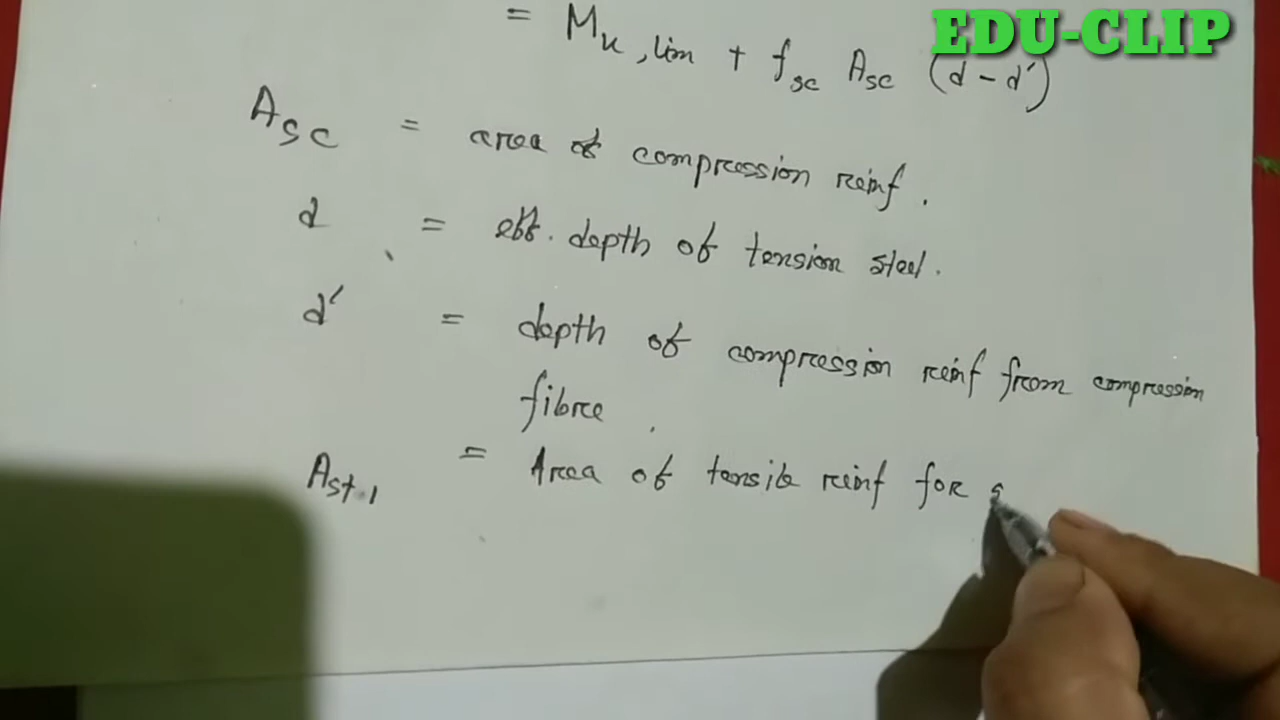 EDU-CLIP
= Mu,lim + fsc Asc (d - d')
Asc = area of compression reinf.
d = eff. depth of tension steel.
d' = depth of compression reinf from compression
fibre.
Ast1 = Area of tensile reinf for s